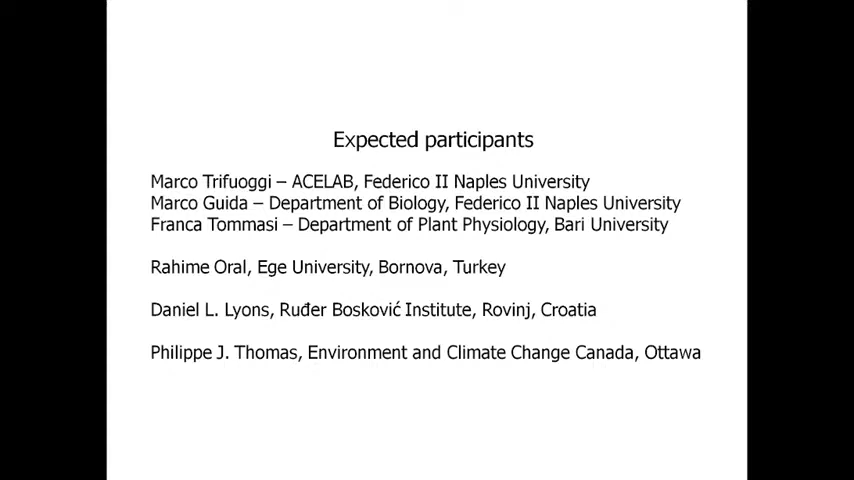 Expected participants
Marco Trifuoggi – ACELAB, Federico II Naples University
Marco Guida – Department of Biology, Federico II Naples University
Franca Tommasi – Department of Plant Physiology, Bari University
Rahime Oral, Ege University, Bornova, Turkey
Daniel L. Lyons, Ruđer Bosković Institute, Rovinj, Croatia
Philippe J. Thomas, Environment and Climate Change Canada, Ottawa